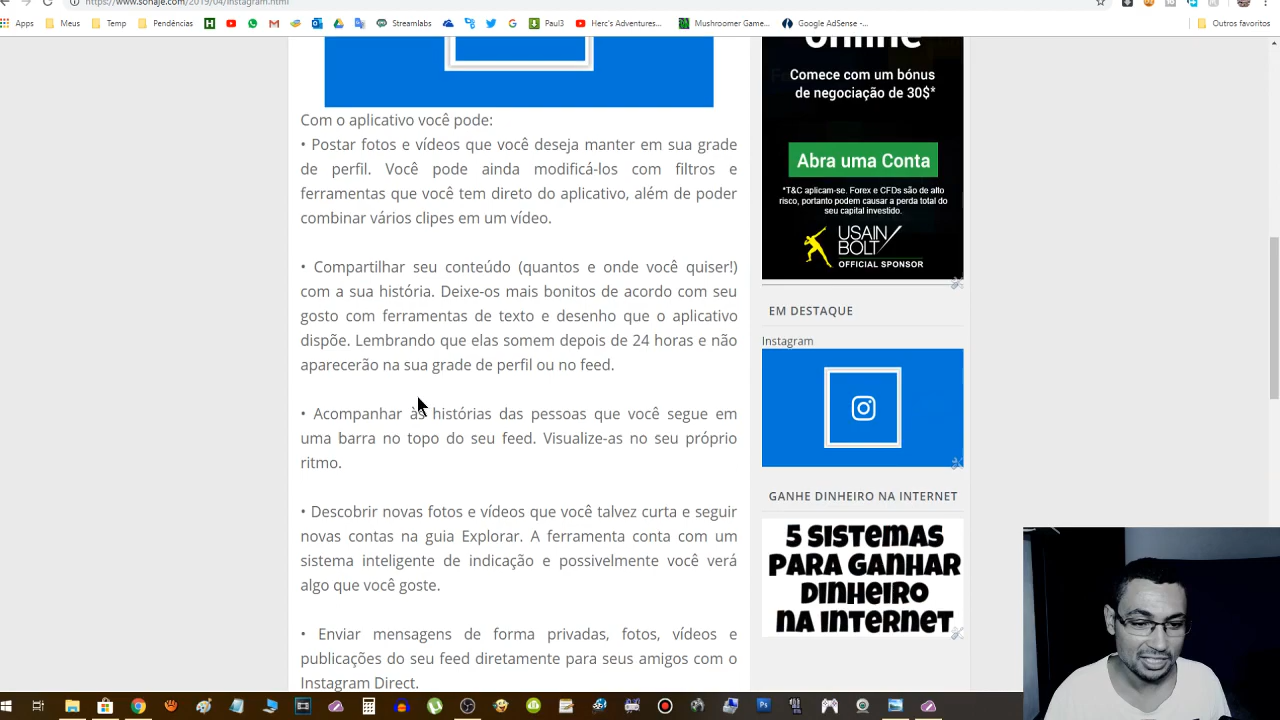 https://www.sohaje.com/2019/04/instagram.html
Apps
Meus
Temp
Pendências
Streamlabs
Paul3
Herc's Adventures...
Mushroomer Game...
Google AdSense -...
Outros favoritos
Com o aplicativo você pode:
• Postar fotos e vídeos que você deseja manter em sua grade
de perfil. Você pode ainda modificá-los com filtros e
ferramentas que você tem direto do aplicativo, além de poder
combinar vários clipes em um vídeo.
• Compartilhar seu conteúdo (quantos e onde você quiser!)
com a sua história. Deixe-os mais bonitos de acordo com seu
gosto com ferramentas de texto e desenho que o aplicativo
dispõe. Lembrando que elas somem depois de 24 horas e não
aparecerão na sua grade de perfil ou no feed.
• Acompanhar às histórias das pessoas que você segue em
uma barra no topo do seu feed. Visualize-as no seu próprio
ritmo.
• Descobrir novas fotos e vídeos que você talvez curta e seguir
novas contas na guia Explorar. A ferramenta conta com um
sistema inteligente de indicação e possivelmente você verá
algo que você goste.
• Enviar mensagens de forma privadas, fotos, vídeos e
publicações do seu feed diretamente para seus amigos com o
Instagram Direct.
online
Comece com um bónus
de negociação de 30$*
Abra uma Conta
*T&C aplicam-se. Forex e CFDs são de alto
risco, portanto podem causar a perda total do
seu capital investido.
USAIN
BOLT
OFFICIAL SPONSOR
EM DESTAQUE
Instagram
GANHE DINHEIRO NA INTERNET
5 SISTEMAS
PARA GANHAR
DINHEIRO
NA INTERNET